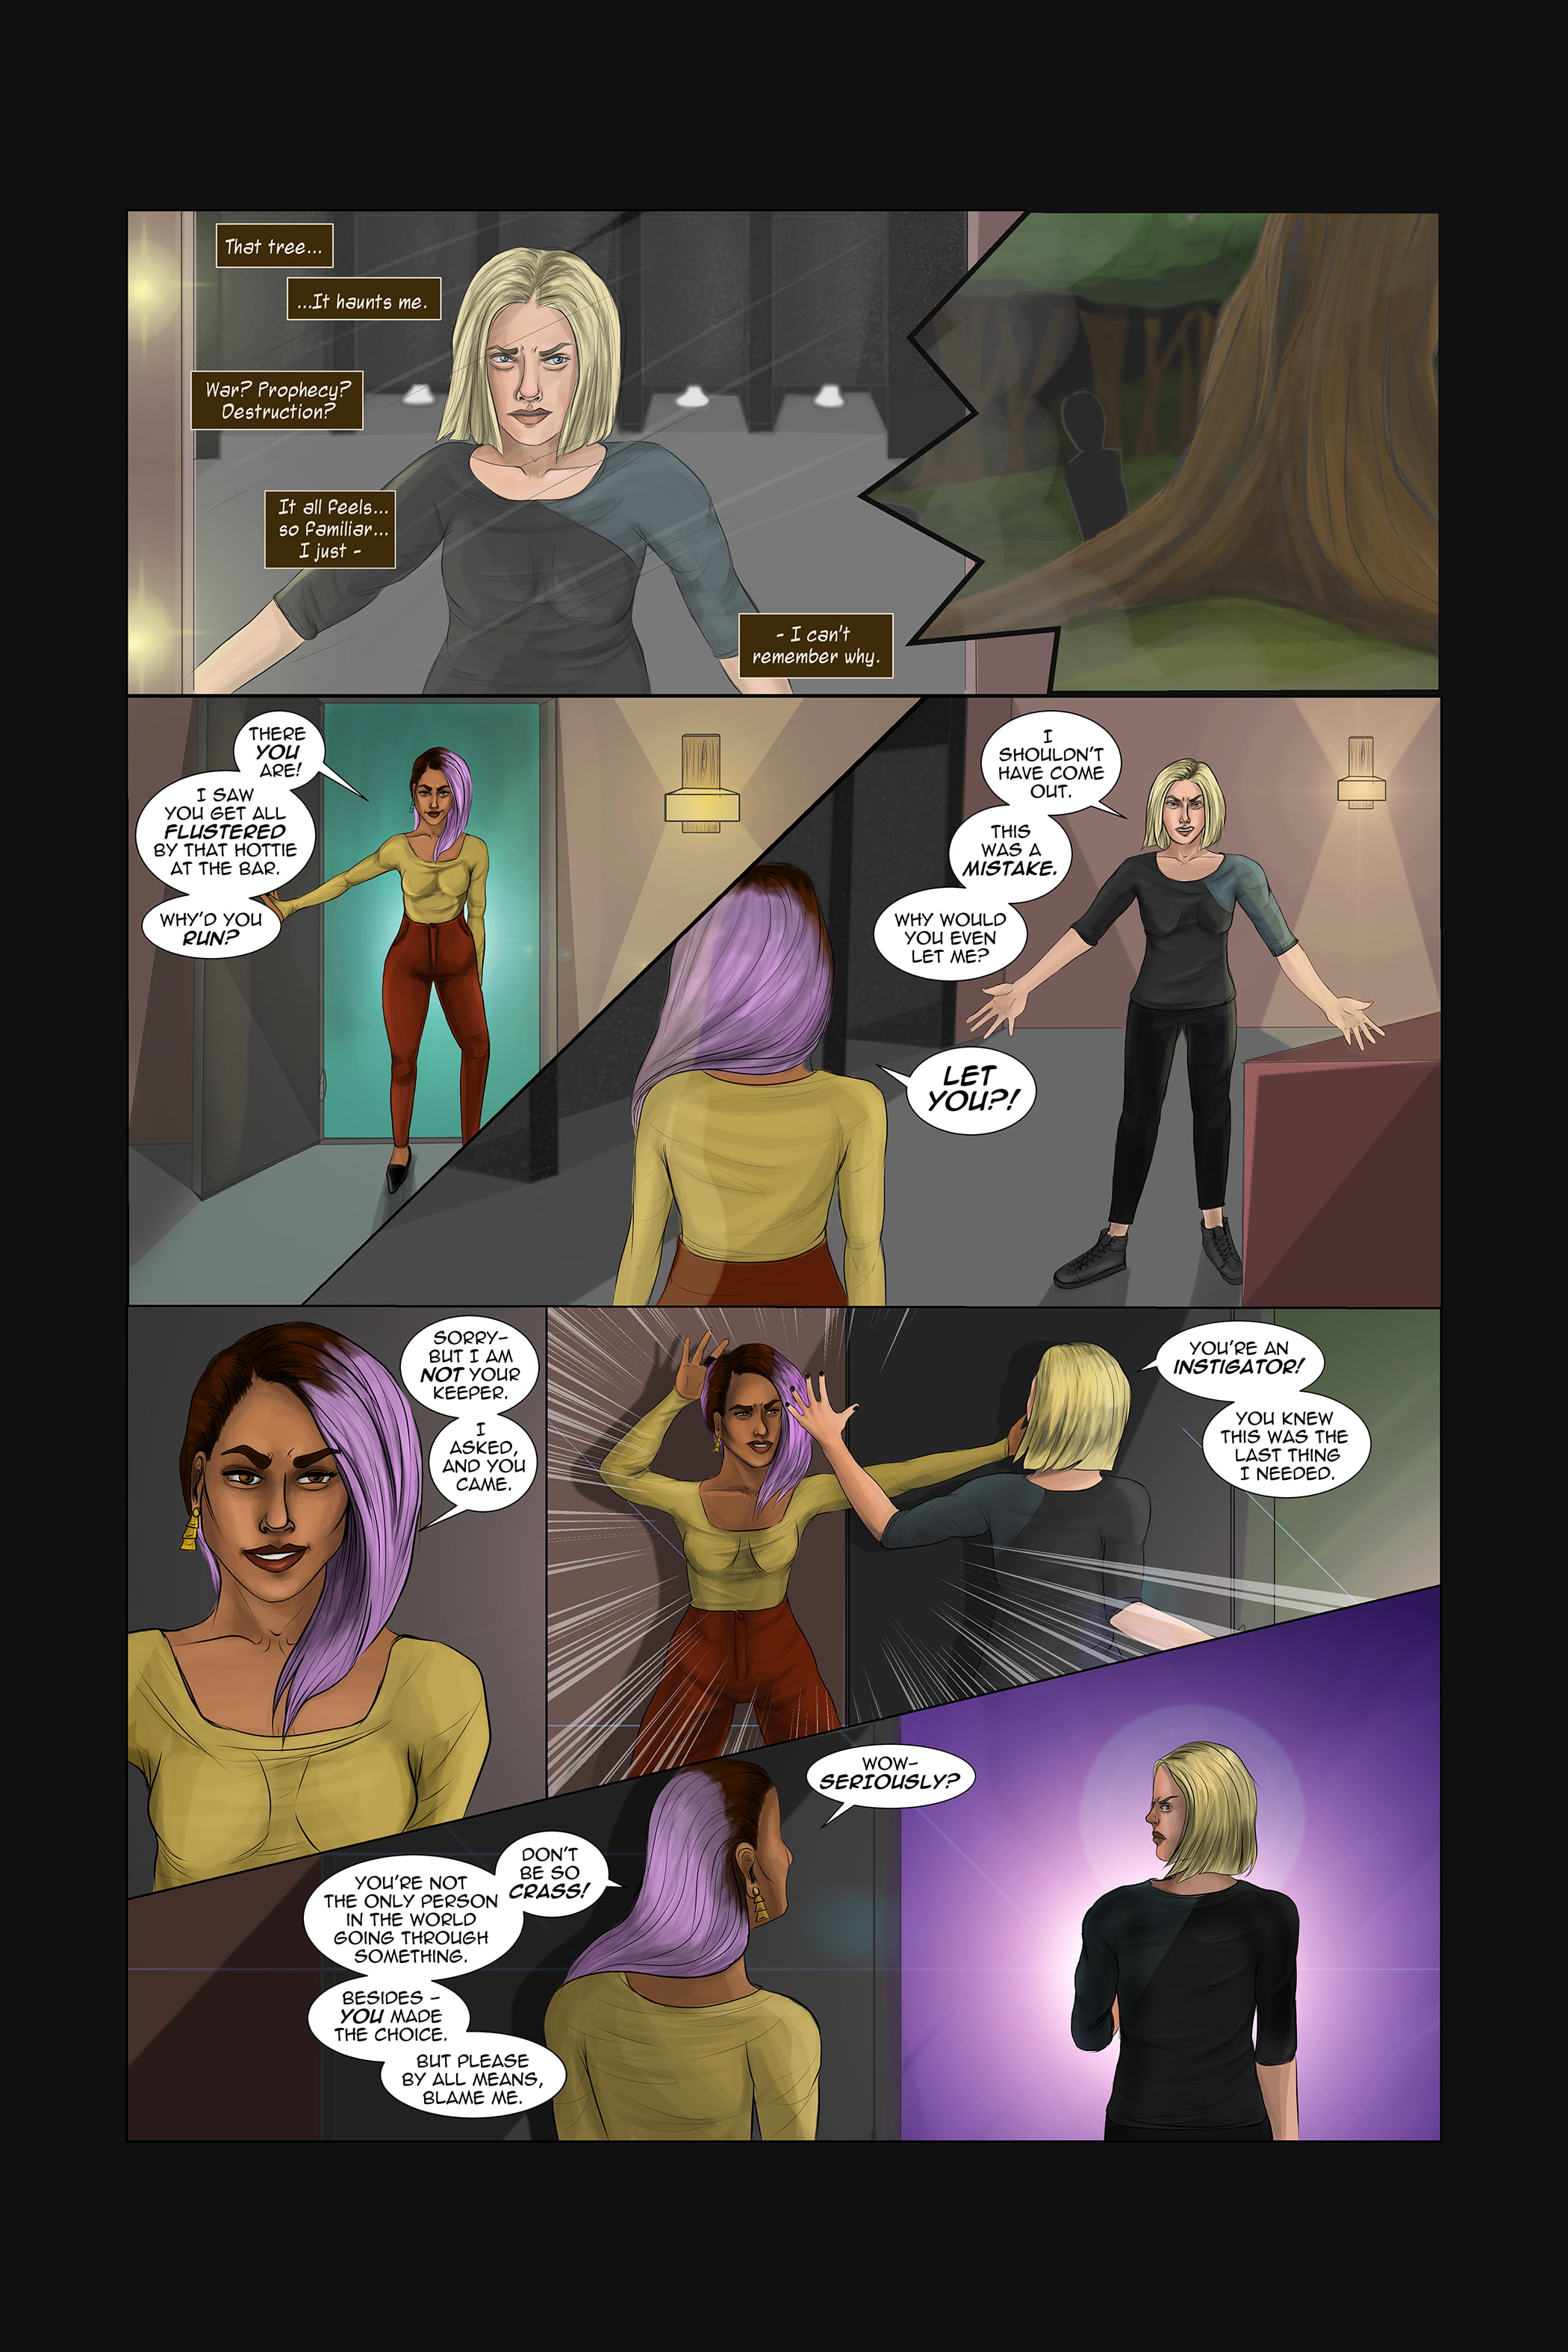 That tree...
...It haunts me.
War? Prophecy?
Destruction?
It all feels...
so familiar...
I just -
- I can't
remember why.
THERE
YOU
ARE!
I SAW
YOU GET ALL
FLUSTERED
BY THAT HOTTIE
AT THE BAR.
WHY'D YOU
RUN?
I
SHOULDN'T
HAVE COME
OUT.
THIS
WAS A
MISTAKE.
WHY WOULD
YOU EVEN
LET ME?
LET
YOU?!
SORRY-
BUT I AM
NOT YOUR
KEEPER.
I
ASKED,
AND YOU
CAME.
YOU'RE AN
INSTIGATOR!
YOU KNEW
THIS WAS THE
LAST THING
I NEEDED.
WOW-
SERIOUSLY?
DON'T
BE SO
CRASS!
YOU'RE NOT
THE ONLY PERSON
IN THE WORLD
GOING THROUGH
SOMETHING.
BESIDES -
YOU MADE
THE CHOICE.
BUT PLEASE
BY ALL MEANS,
BLAME ME.